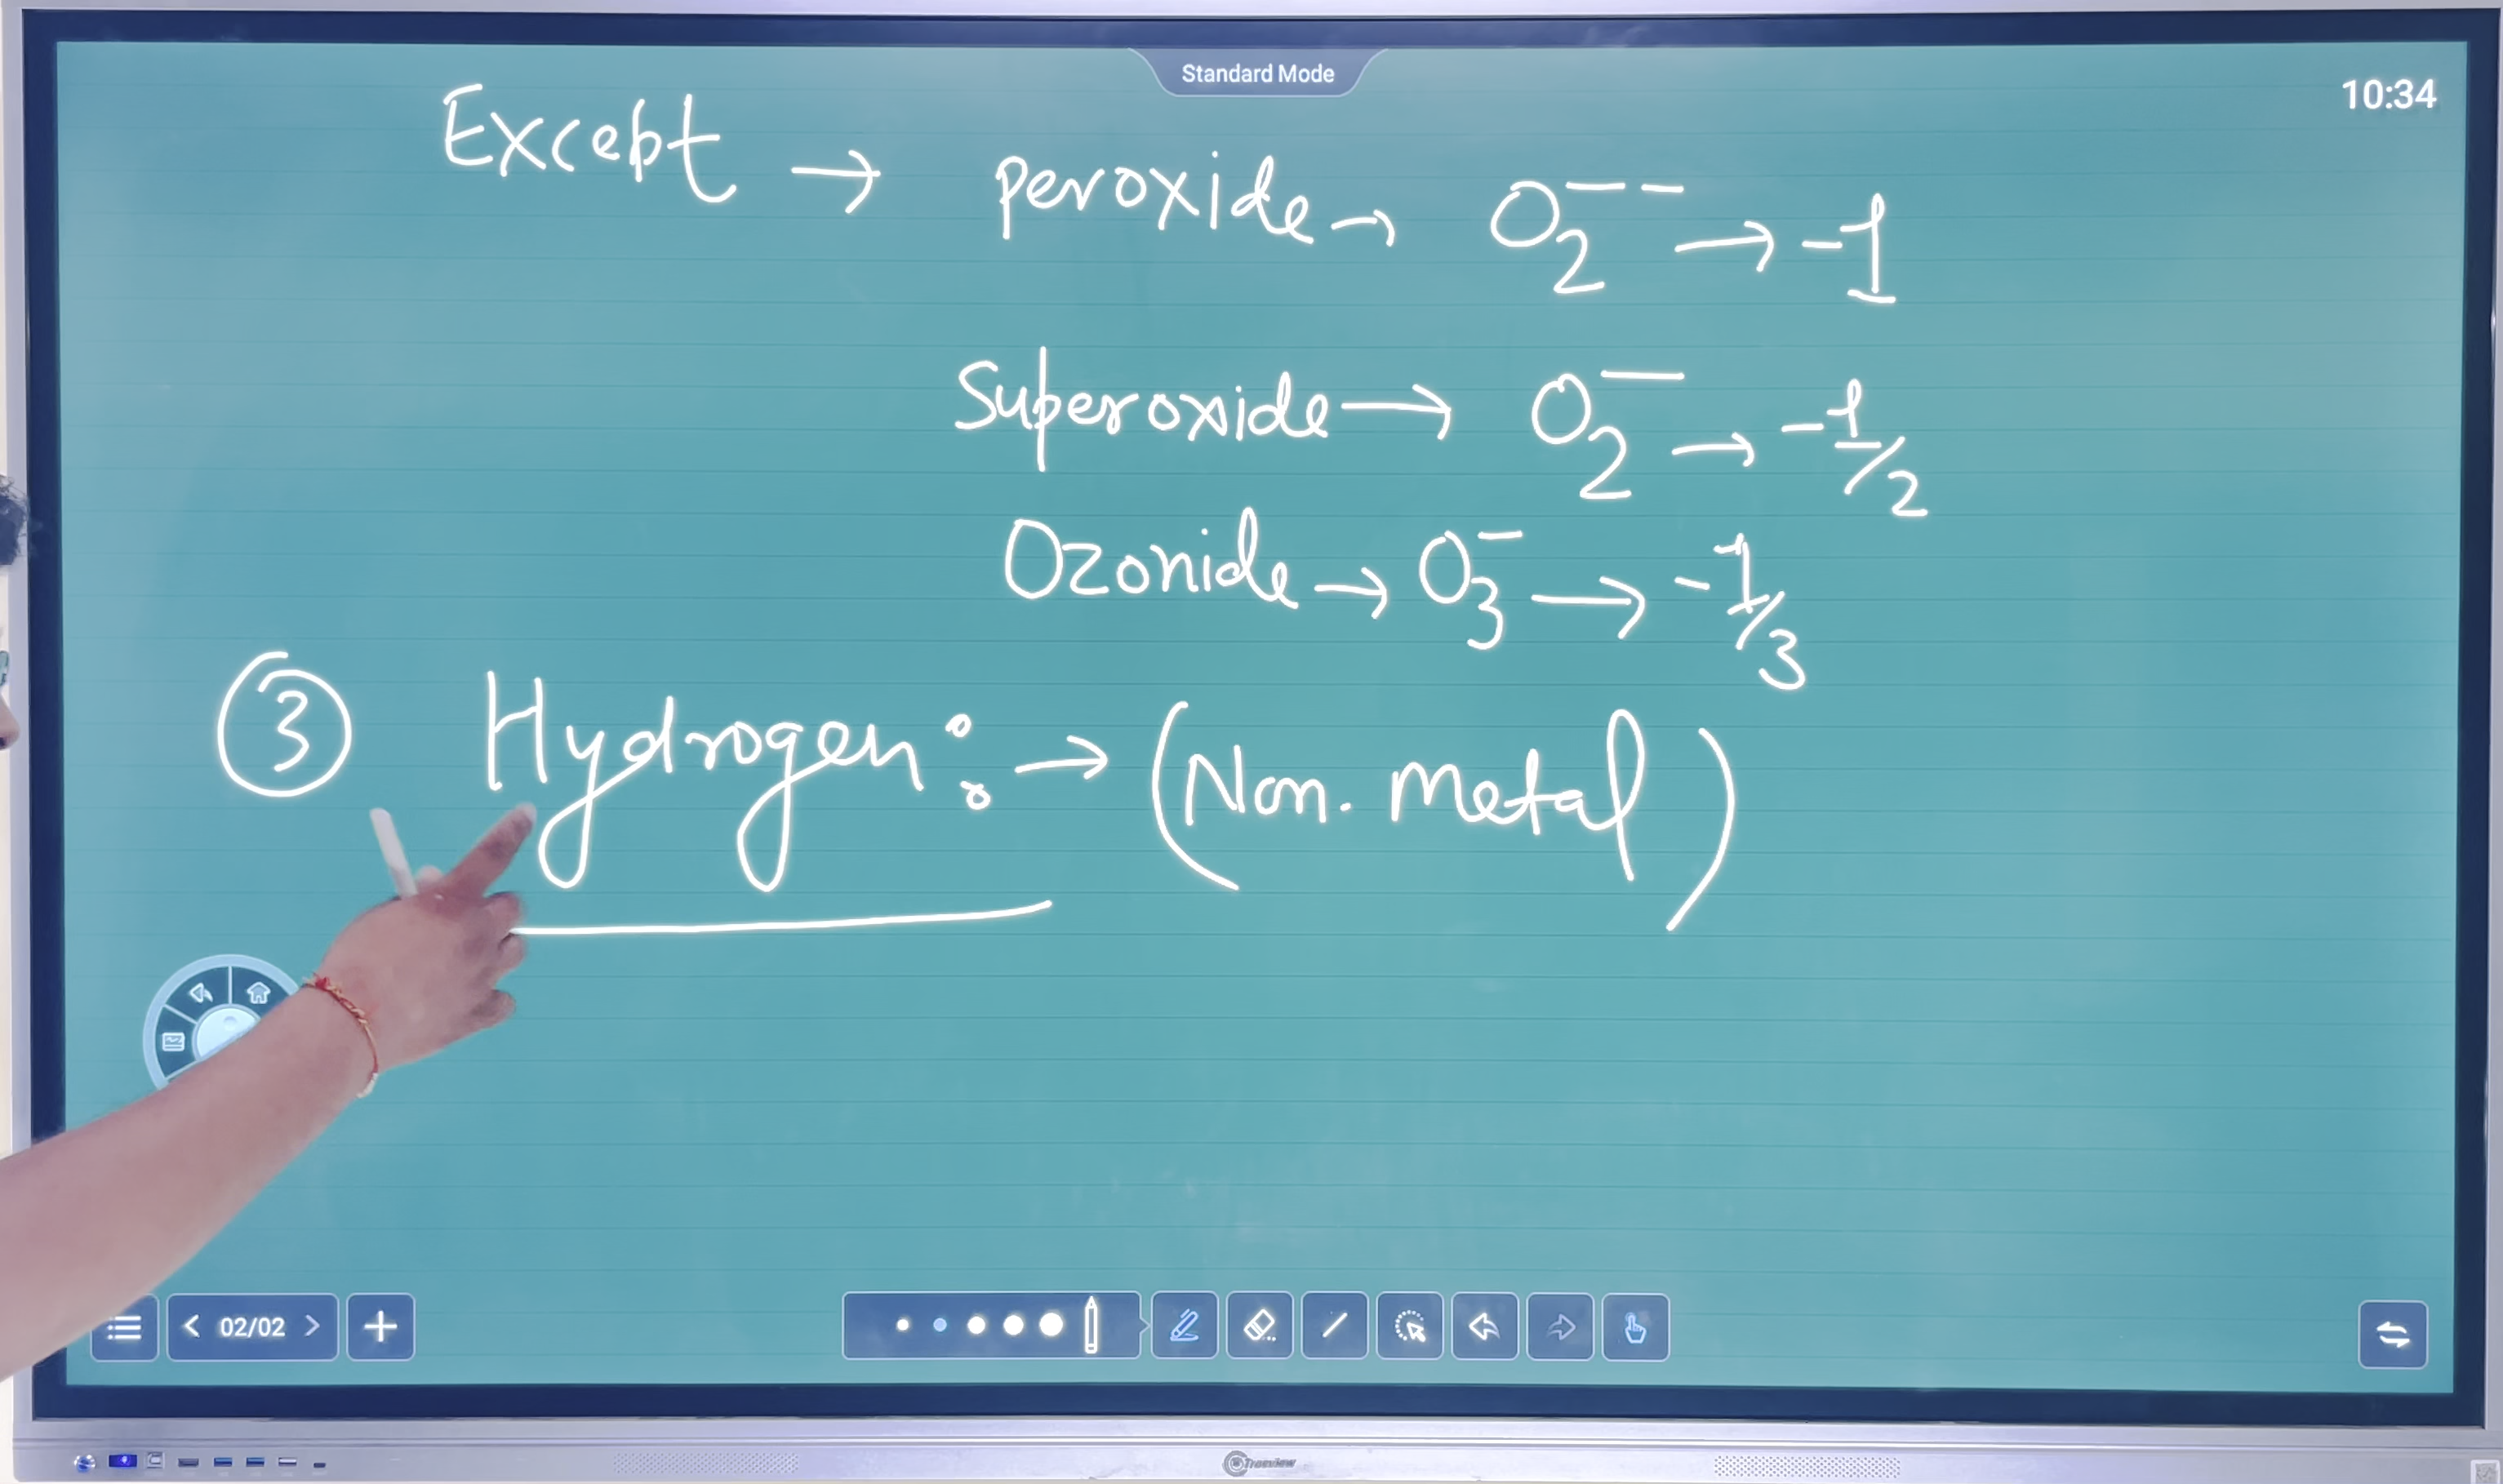 Standard Mode
10:34
Except → peroxide → O₂⁻⁻ → -1
Superoxide → O₂⁻ → -1/2
Ozonide → O₃⁻ → -1/3
③ Hydrogen: → (Non. Metal)
02/02